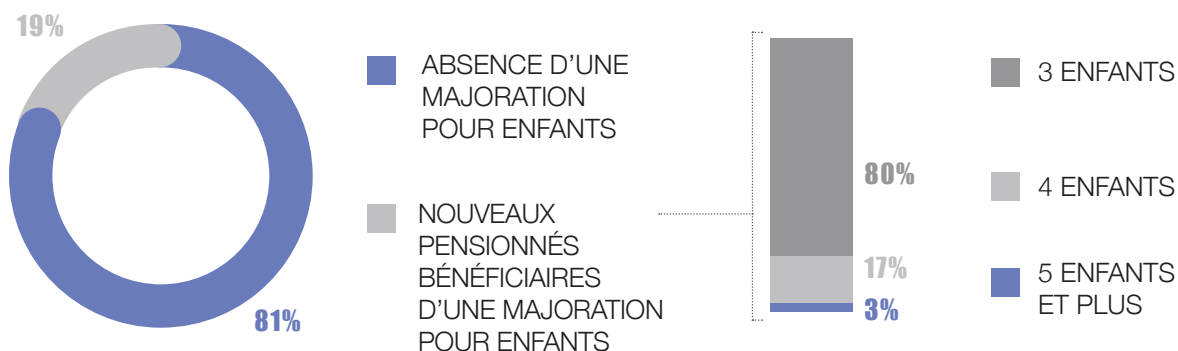 19%
81%
ABSENCE D'UNE
MAJORATION
POUR ENFANTS
NOUVEAUX
PENSIONNÉS
BÉNÉFICIAIRES
D'UNE MAJORATION
POUR ENFANTS
80%
17%
3%
3 ENFANTS
4 ENFANTS
5 ENFANTS
ET PLUS